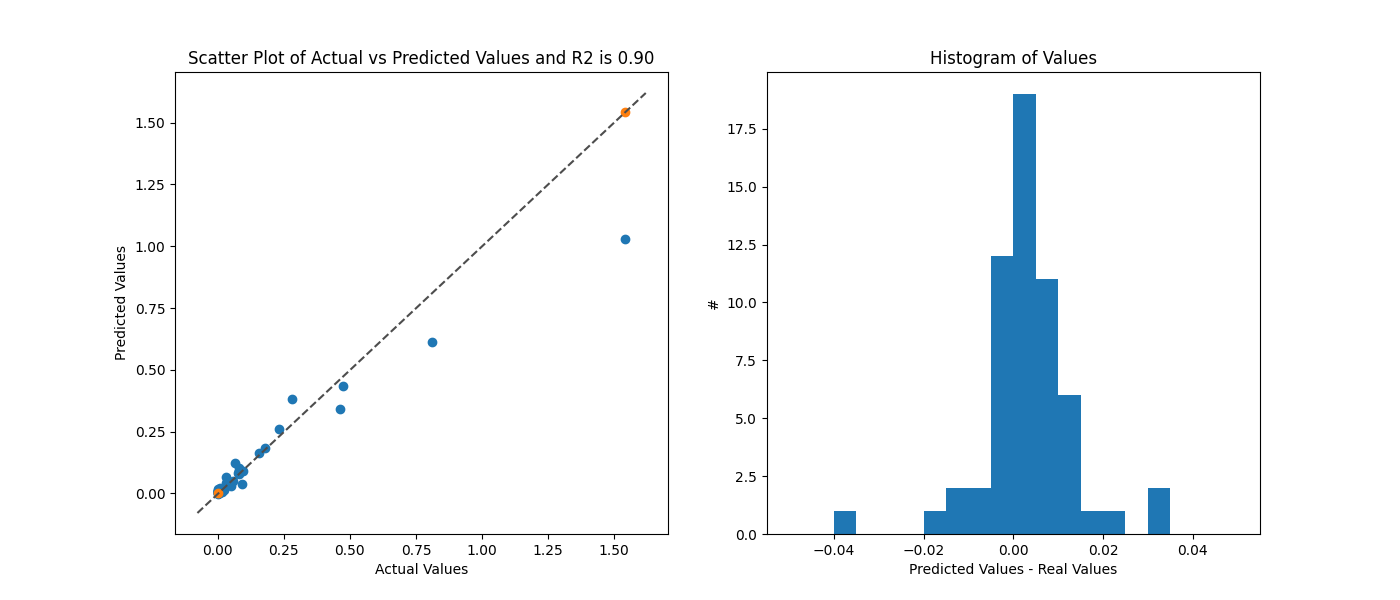 Scatter Plot of Actual vs Predicted Values and R2 is 0.90
1.50
1.25
1.00
0.75
0.50
0.25
0.00
Predicted Values
0.00 0.25 0.50 0.75 1.00 1.25 1.50
Actual Values
Histogram of Values
17.5
15.0
12.5
10.0
7.5
5.0
2.5
0.0
#
−0.04 −0.02 0.00 0.02 0.04
Predicted Values - Real Values